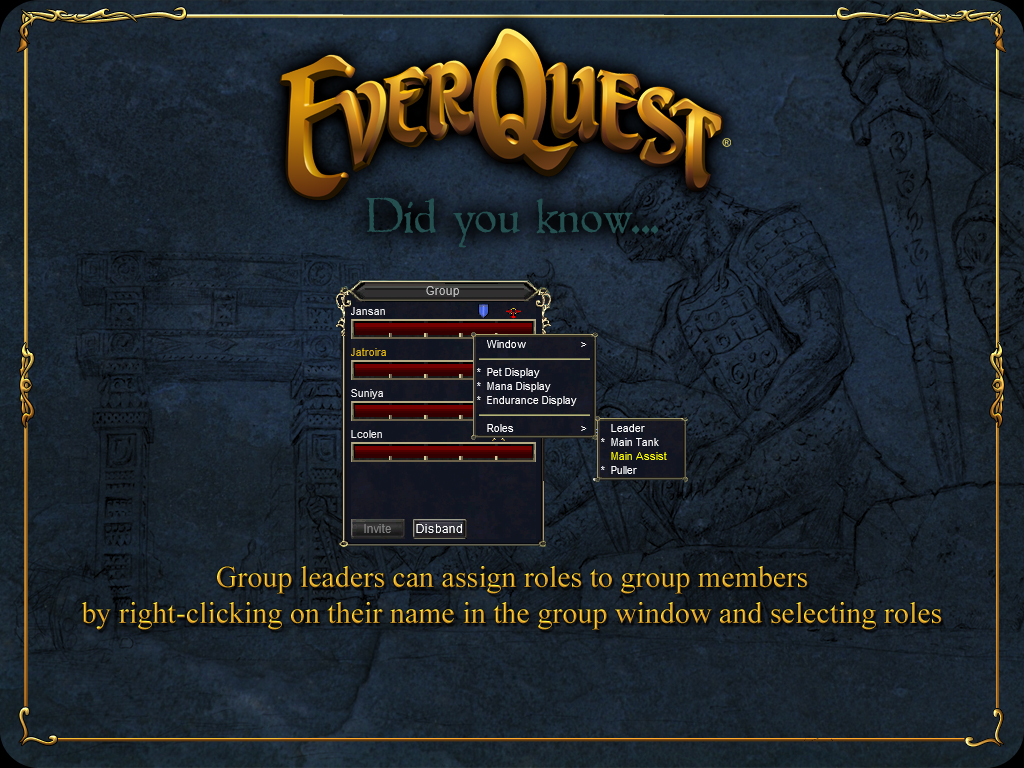 EVERQUEST®
Did you know...
Group
Jansan
Jatroira
Suniya
Lcolen
Window >
* Pet Display
* Mana Display
* Endurance Display
Roles >
Leader
* Main Tank
Main Assist
* Puller
Invite Disband
Group leaders can assign roles to group members
by right-clicking on their name in the group window and selecting roles